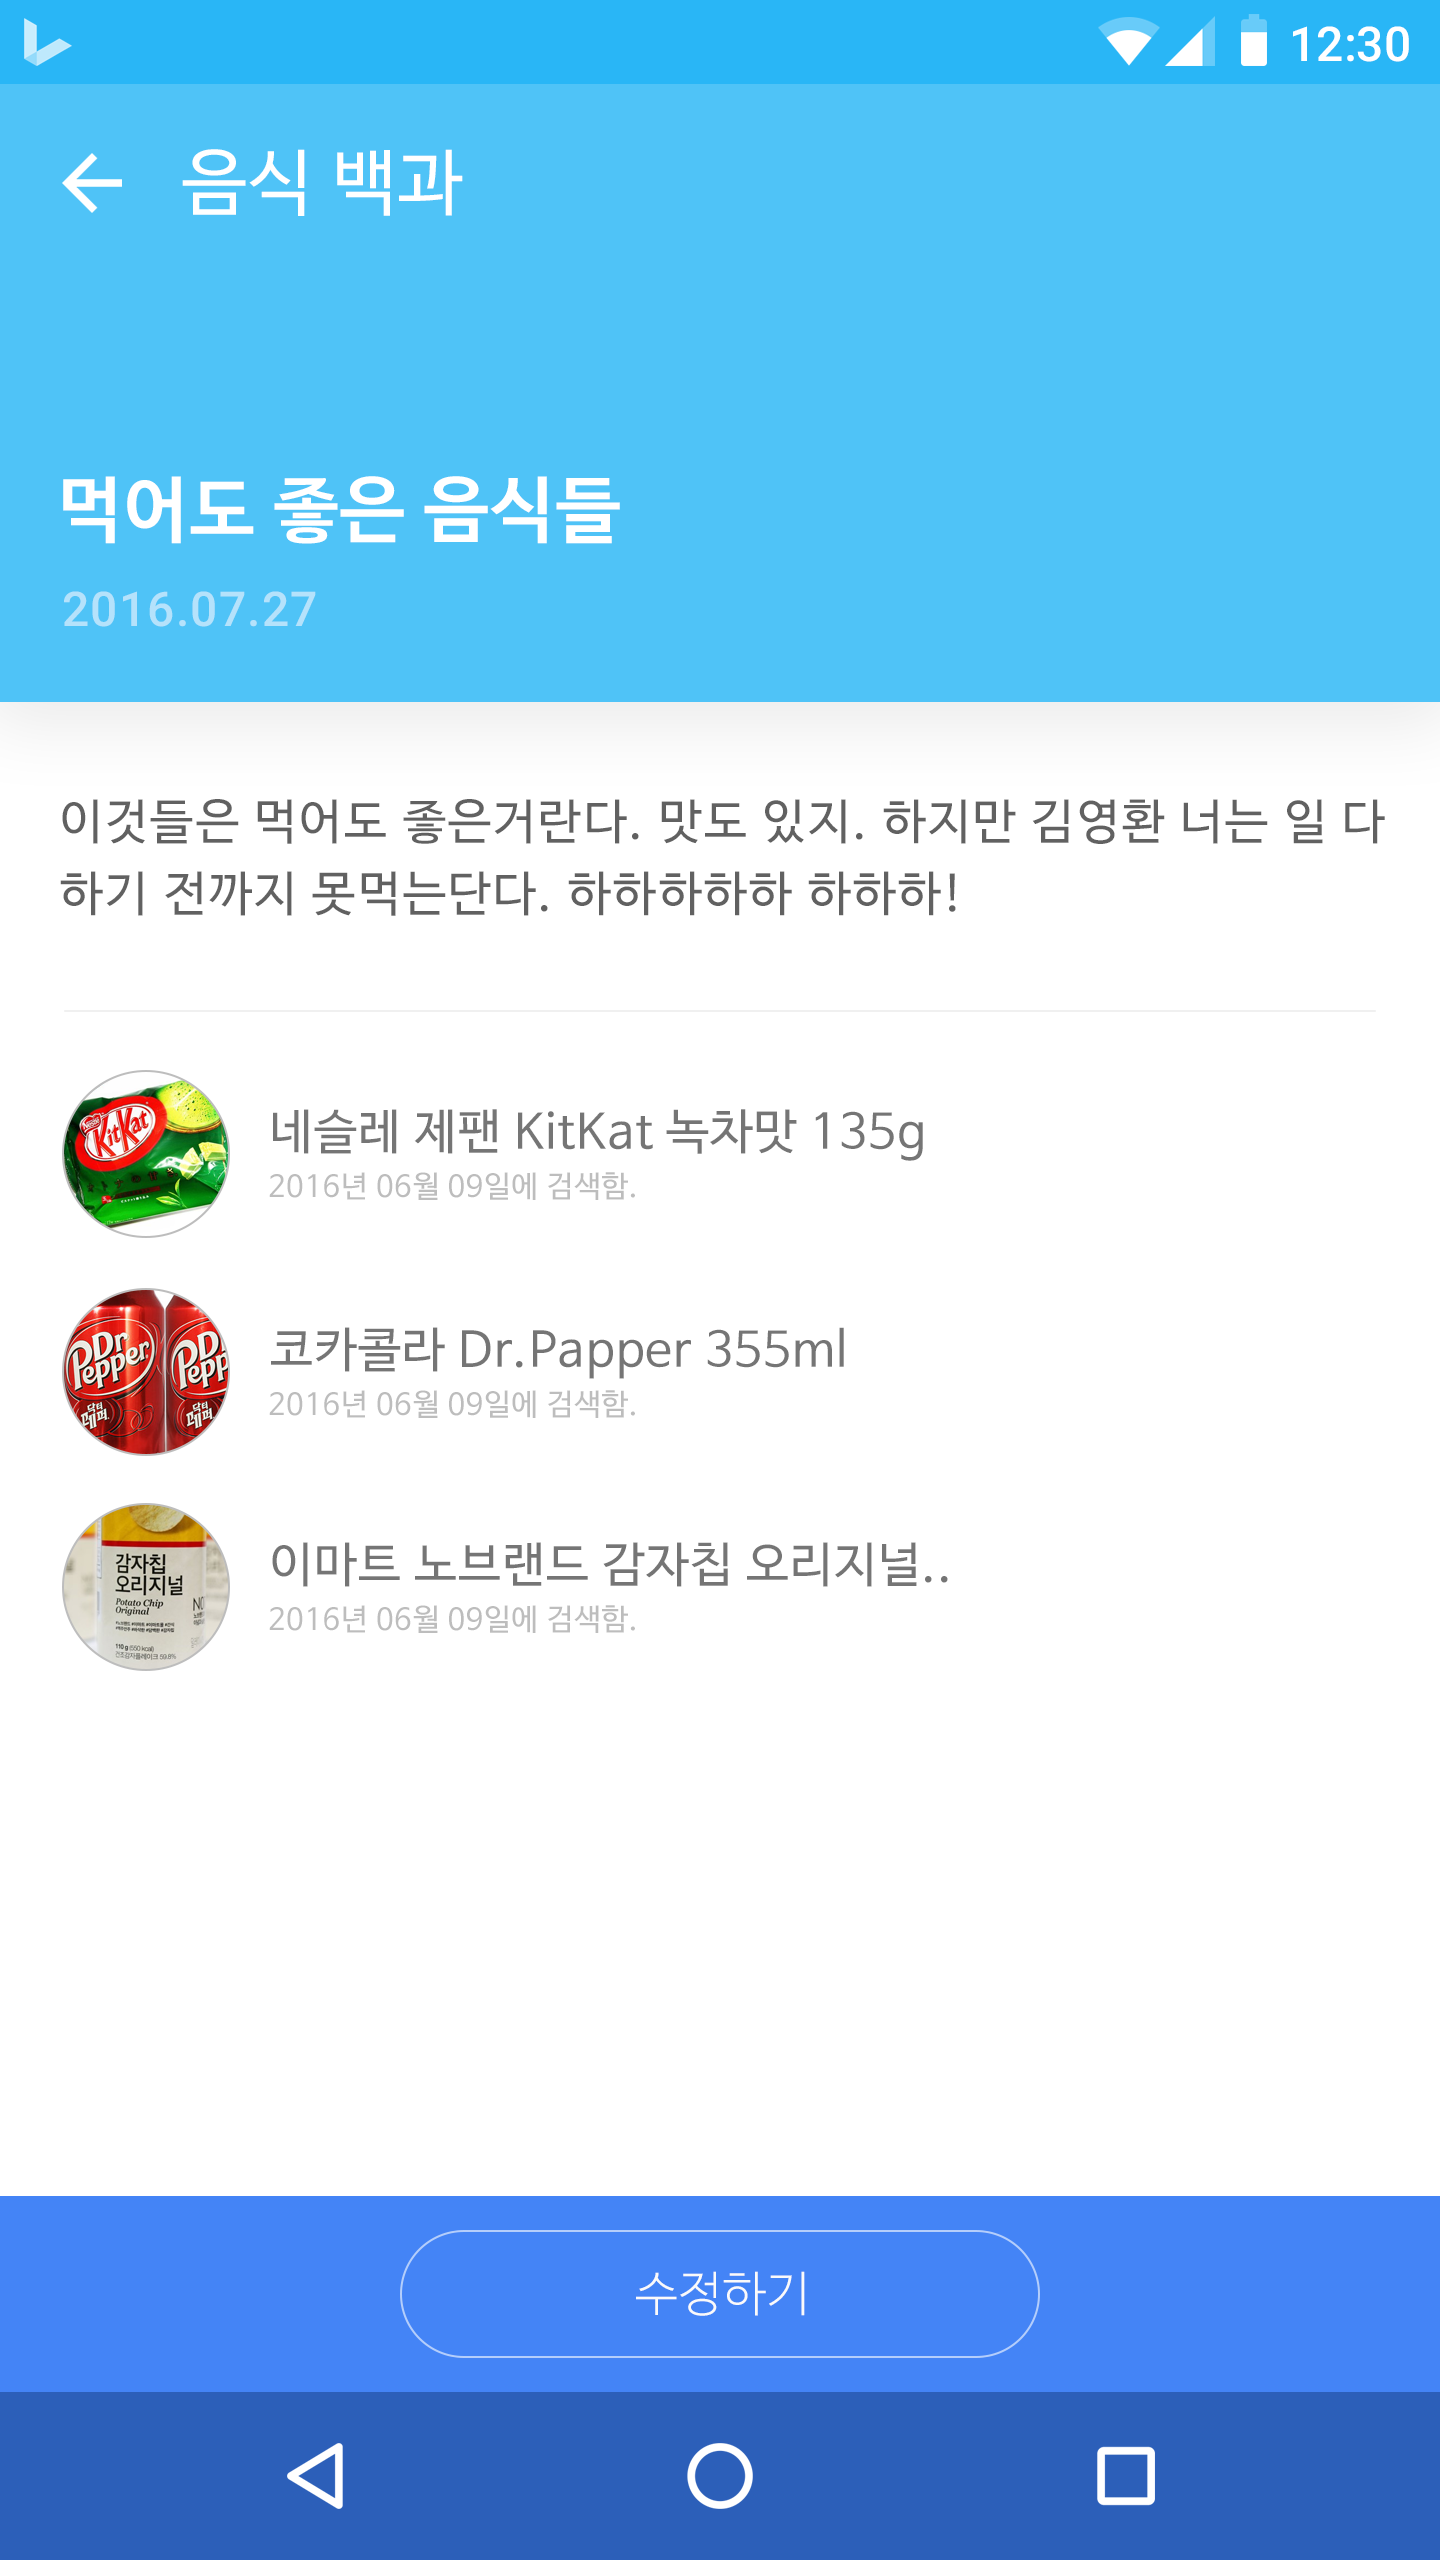 12:30
음식 백과
먹어도 좋은 음식들
2016.07.27
이것들은 먹어도 좋은거란다. 맛도 있지. 하지만 김영환 너는 일 다
하기 전까지 못먹는단다. 하하하하하 하하하!
KitKat
네슬레 제팬 KitKat 녹차맛 135g
2016년 06월 09일에 검색함.
Dr Pepper
닥터 페퍼
코카콜라 Dr.Papper 355ml
2016년 06월 09일에 검색함.
감자칩
오리지널
Potato Chip
Original
110 g (550 kcal)
이마트 노브랜드 감자칩 오리지널..
2016년 06월 09일에 검색함.
수정하기